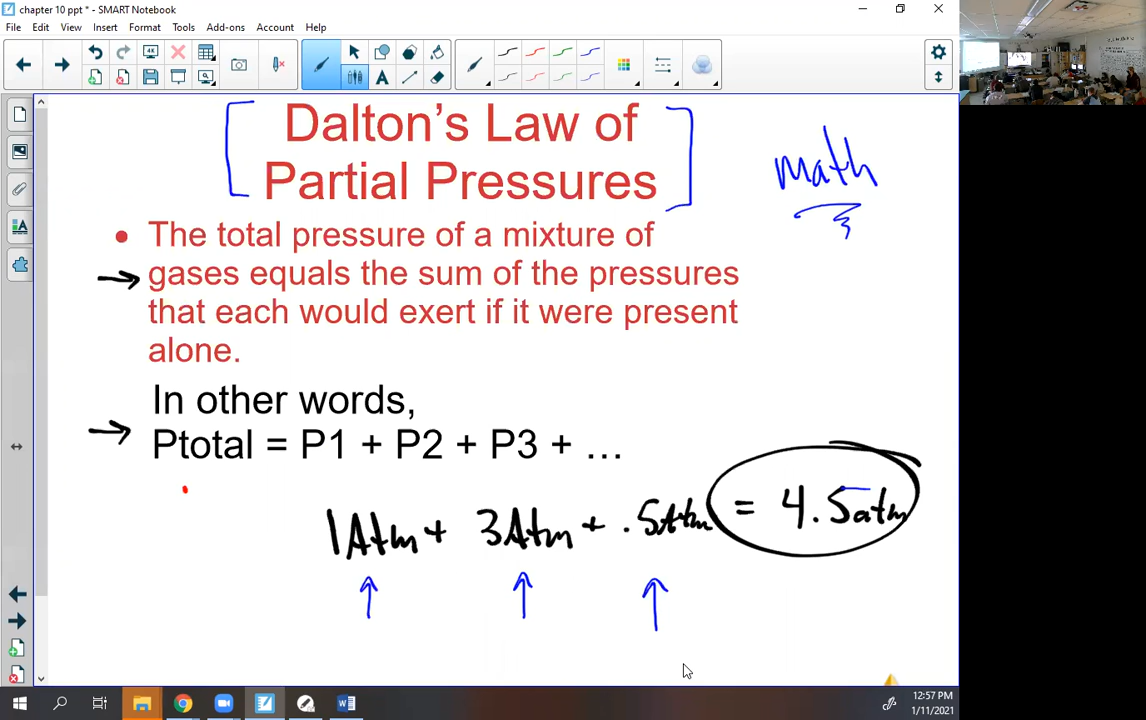 chapter 10 ppt * - SMART Notebook
File Edit View Insert Format Tools Add-ons Account Help
Dalton's Law of
Partial Pressures
math
• The total pressure of a mixture of
gases equals the sum of the pressures
that each would exert if it were present
alone.
In other words,
Ptotal = P1 + P2 + P3 + …
1Atm + 3Atm + .5Atm = 4.5atm
12:57 PM
1/11/2021